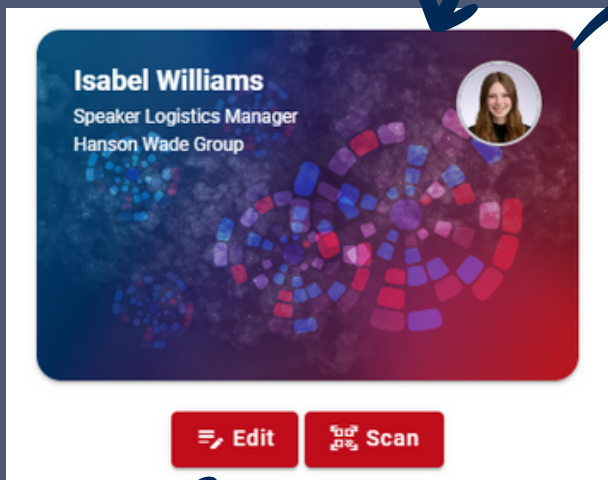 Isabel Williams
Speaker Logistics Manager
Hanson Wade Group
Edit
Scan